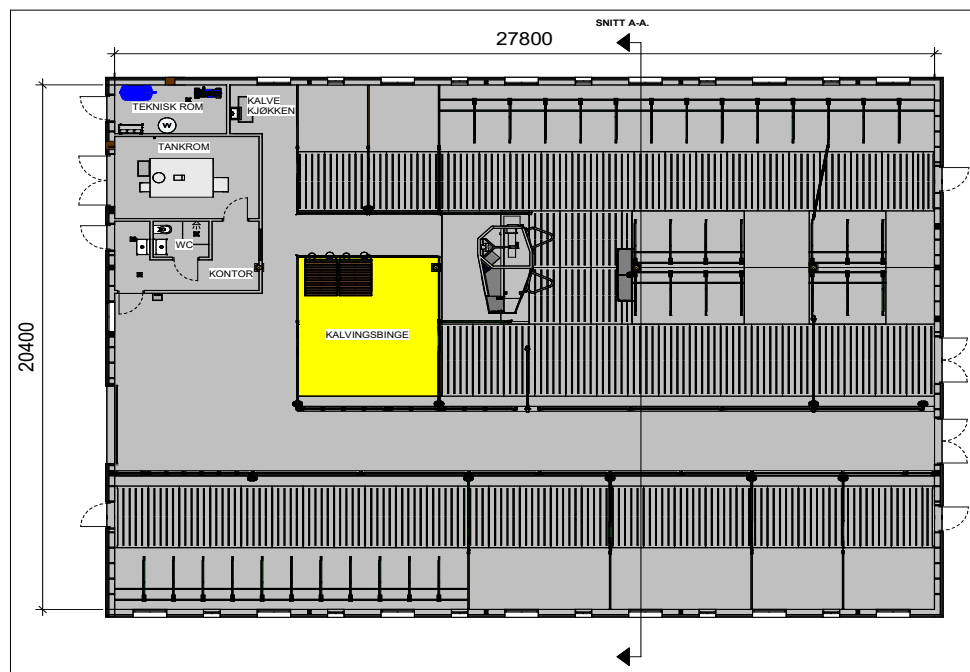 SNITT A-A.
27800
TEKNISK ROM
KALVE
KJØKKEN
W
TANKROM
WC
KONTOR
KALVINGSBINGE
20400